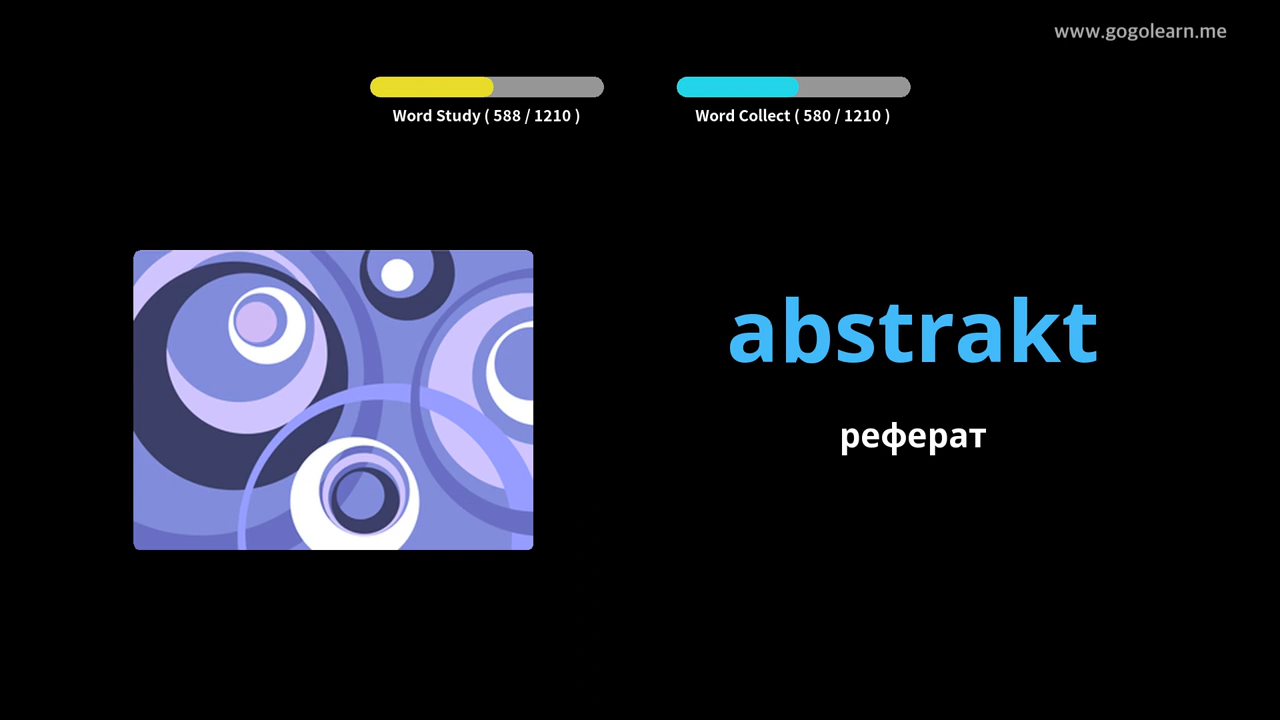 www.gogolearn.me
Word Study ( 588 / 1210 )
Word Collect ( 580 / 1210 )
abstrakt
реферат